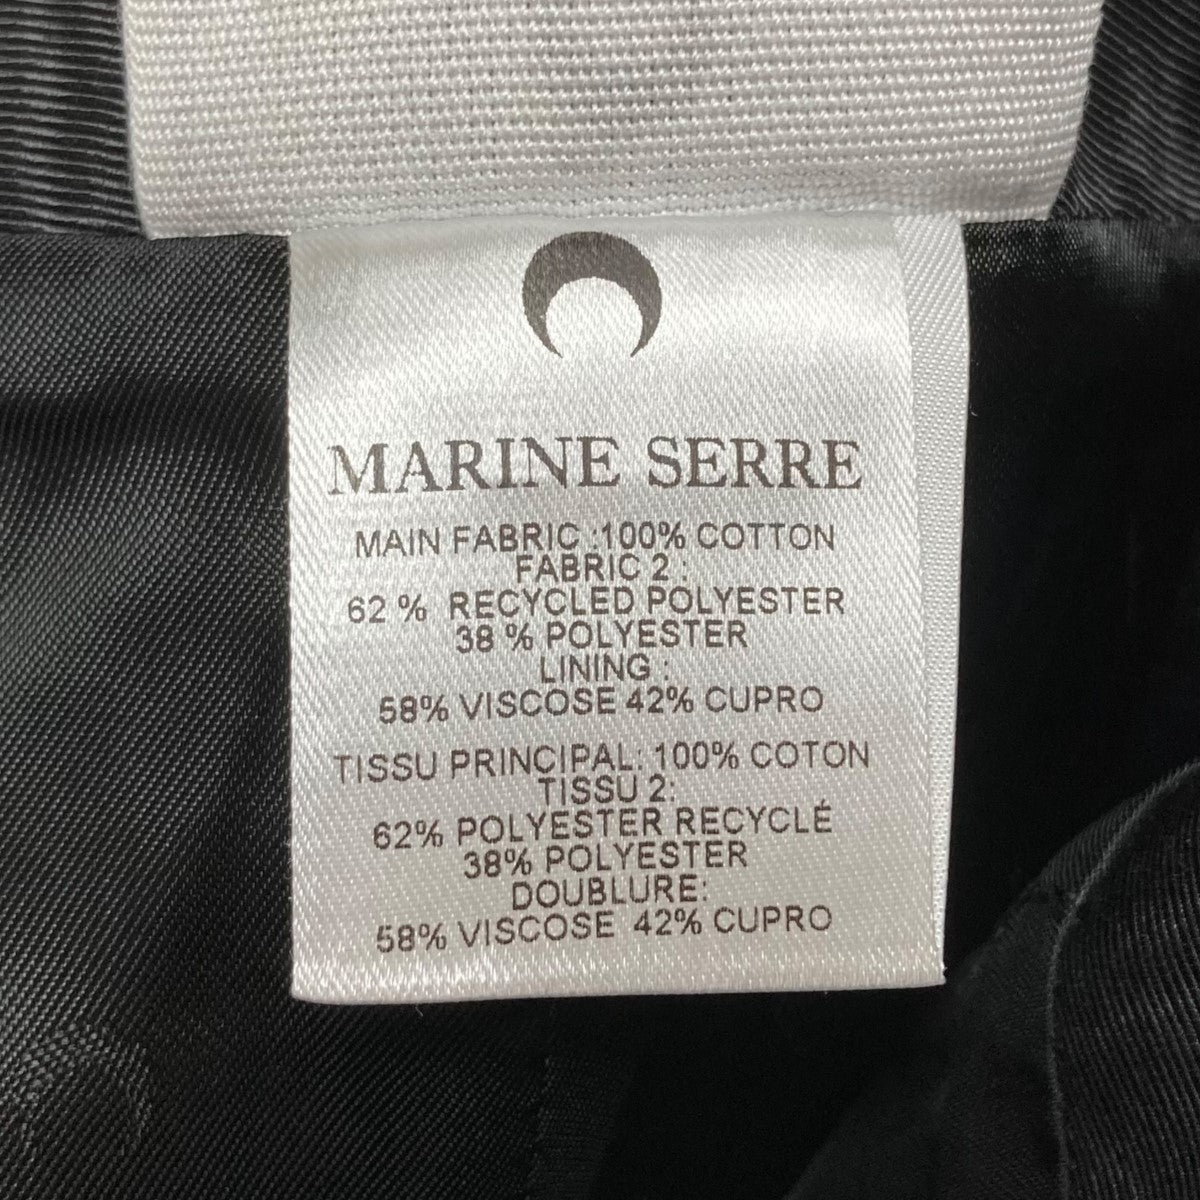 MARINE SERRE
MAIN FABRIC :100% COTTON
FABRIC 2 :
62 % RECYCLED POLYESTER
38 % POLYESTER
LINING :
58% VISCOSE 42% CUPRO
TISSU PRINCIPAL: 100% COTON
TISSU 2:
62% POLYESTER RECYCLÉ
38% POLYESTER
DOUBLURE:
58% VISCOSE 42% CUPRO